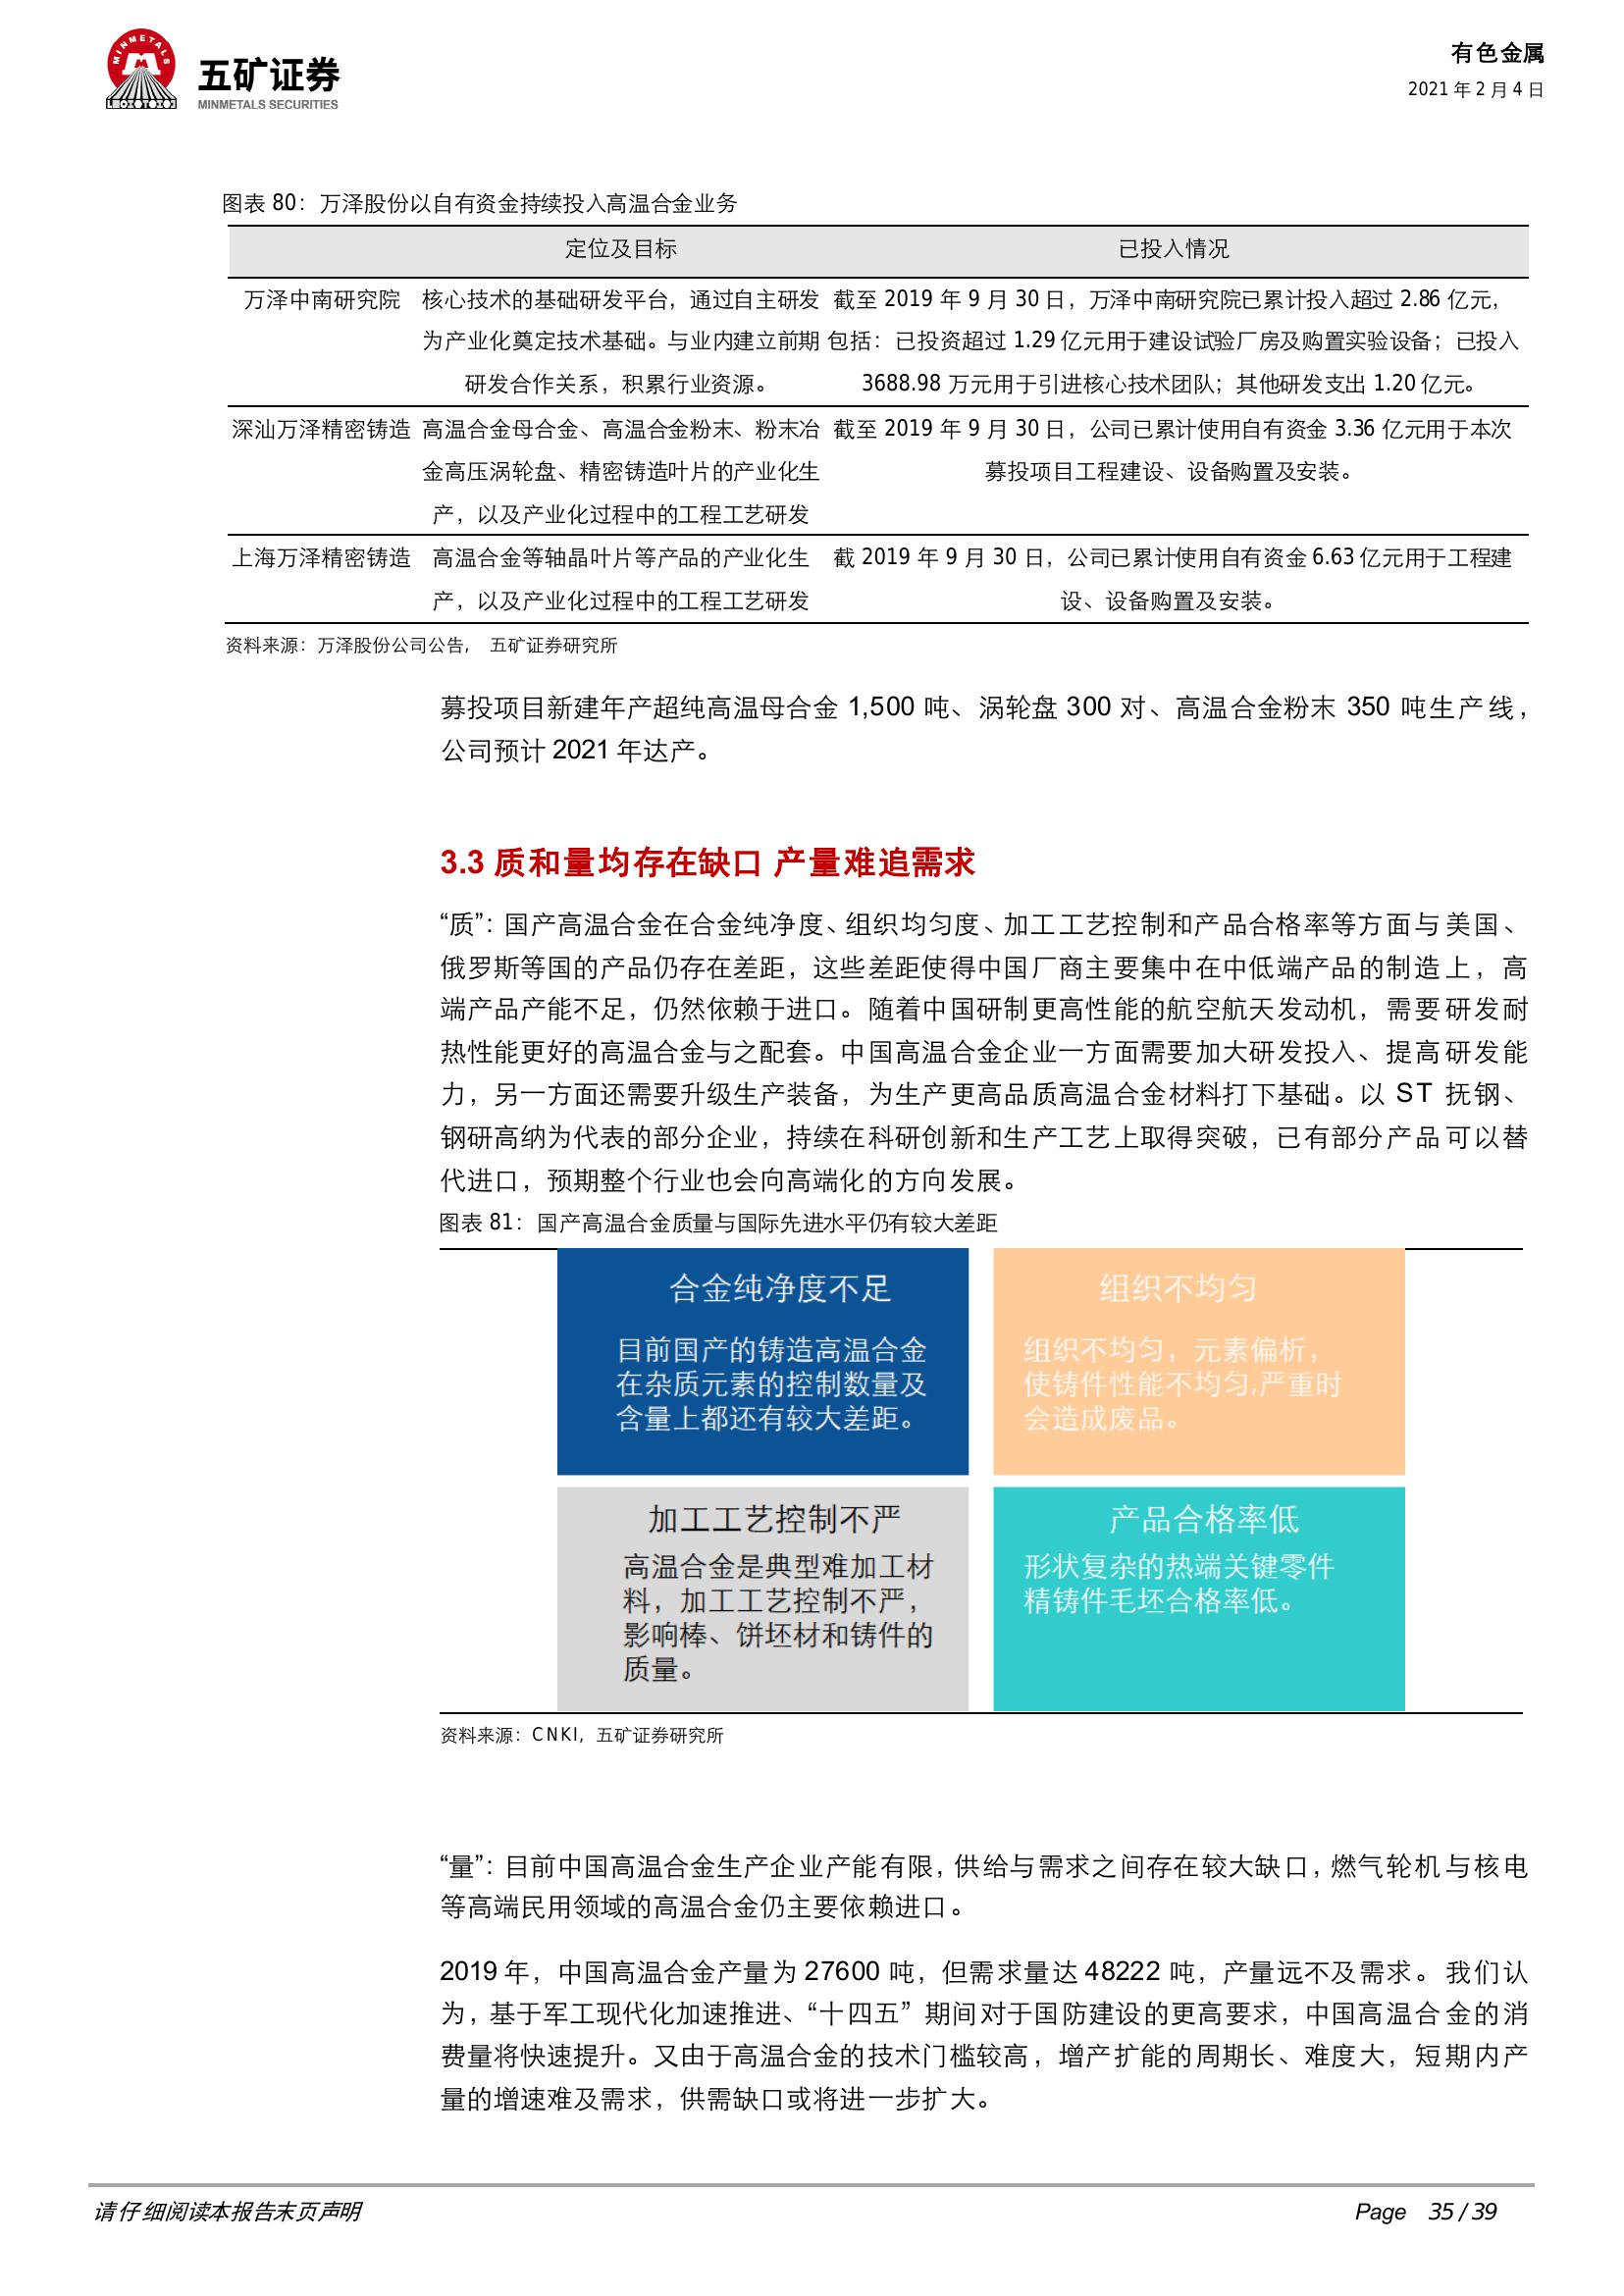 MINMETALS
五矿证券
MINMETALS SECURITIES
有色金属
2021 年 2 月 4 日
图表 80：万泽股份以自有资金持续投入高温合金业务
定位及目标 已投入情况
万泽中南研究院 核心技术的基础研发平台，通过自主研发 截至 2019 年 9 月 30 日，万泽中南研究院已累计投入超过 2.86 亿元，
为产业化奠定技术基础。与业内建立前期 包括：已投资超过 1.29 亿元用于建设试验厂房及购置实验设备；已投入
研发合作关系，积累行业资源。 3688.98 万元用于引进核心技术团队；其他研发支出 1.20 亿元。
深汕万泽精密铸造 高温合金母合金、高温合金粉末、粉末冶 截至 2019 年 9 月 30 日，公司已累计使用自有资金 3.36 亿元用于本次
金高压涡轮盘、精密铸造叶片的产业化生 募投项目工程建设、设备购置及安装。
产，以及产业化过程中的工程工艺研发
上海万泽精密铸造 高温合金等轴晶叶片等产品的产业化生 截 2019 年 9 月 30 日，公司已累计使用自有资金 6.63 亿元用于工程建
产，以及产业化过程中的工程工艺研发 设、设备购置及安装。
资料来源：万泽股份公司公告， 五矿证券研究所
募投项目新建年产超纯高温母合金 1,500 吨、涡轮盘 300 对、高温合金粉末 350 吨生产线，
公司预计 2021 年达产。
3.3 质和量均存在缺口 产量难追需求
“质”：国产高温合金在合金纯净度、组织均匀度、加工工艺控制和产品合格率等方面与美国、
俄罗斯等国的产品仍存在差距，这些差距使得中国厂商主要集中在中低端产品的制造上，高
端产品产能不足，仍然依赖于进口。随着中国研制更高性能的航空航天发动机，需要研发耐
热性能更好的高温合金与之配套。中国高温合金企业一方面需要加大研发投入、提高研发能
力，另一方面还需要升级生产装备，为生产更高品质高温合金材料打下基础。以 ST 抚钢、
钢研高纳为代表的部分企业，持续在科研创新和生产工艺上取得突破，已有部分产品可以替
代进口，预期整个行业也会向高端化的方向发展。
图表 81：国产高温合金质量与国际先进水平仍有较大差距
合金纯净度不足
目前国产的铸造高温合金
在杂质元素的控制数量及
含量上都还有较大差距。
组织不均匀
组织不均匀，元素偏析，
使铸件性能不均匀,严重时
会造成废品。
加工工艺控制不严
高温合金是典型难加工材
料，加工工艺控制不严，
影响棒、饼坯材和铸件的
质量。
产品合格率低
形状复杂的热端关键零件
精铸件毛坯合格率低。
资料来源：CNKI，五矿证券研究所
“量”：目前中国高温合金生产企业产能有限，供给与需求之间存在较大缺口，燃气轮机与核电
等高端民用领域的高温合金仍主要依赖进口。
2019 年，中国高温合金产量为 27600 吨，但需求量达 48222 吨，产量远不及需求。我们认
为，基于军工现代化加速推进、“十四五” 期间对于国防建设的更高要求，中国高温合金的消
费量将快速提升。又由于高温合金的技术门槛较高，增产扩能的周期长、难度大，短期内产
量的增速难及需求，供需缺口或将进一步扩大。
请仔细阅读本报告末页声明
Page 35 / 39